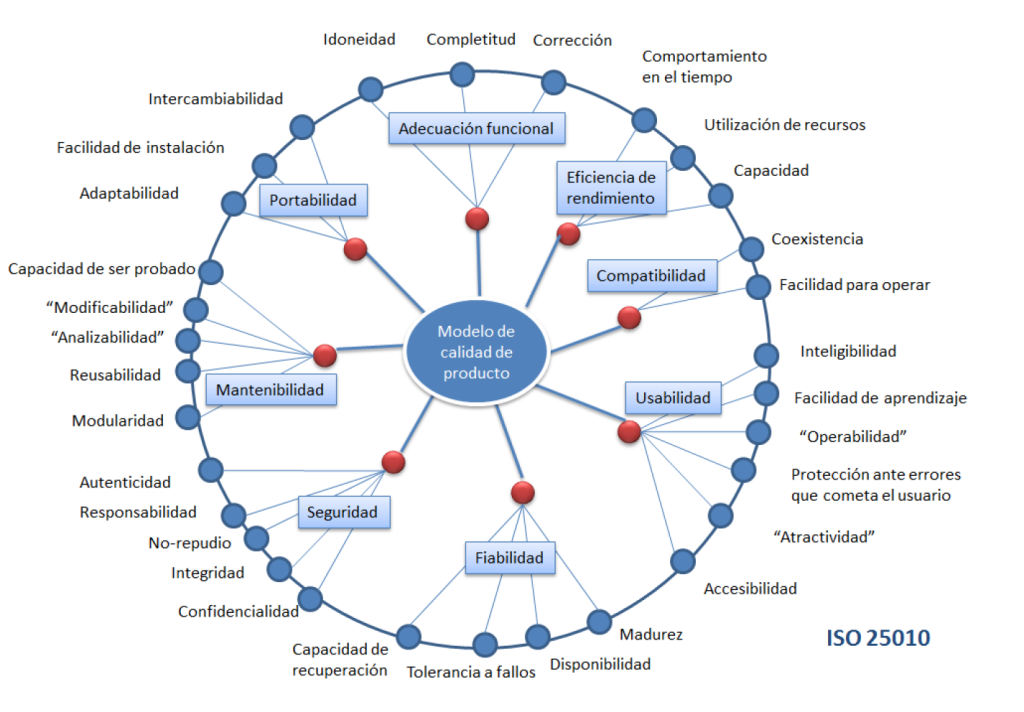 Idoneidad
Completitud
Corrección
Comportamiento
en el tiempo
Intercambiabilidad
Adecuación funcional
Utilización de recursos
Facilidad de instalación
Eficiencia de
rendimiento
Capacidad
Adaptabilidad
Portabilidad
Coexistencia
Capacidad de ser probado
Compatibilidad
Facilidad para operar
“Modificabilidad”
“Analizabilidad”
Modelo de
calidad de
producto
Inteligibilidad
Reusabilidad
Mantenibilidad
Usabilidad
Facilidad de aprendizaje
Modularidad
“Operabilidad”
Autenticidad
Protección ante errores
que cometa el usuario
Responsabilidad
Seguridad
“Atractividad”
No-repudio
Fiabilidad
Integridad
Accesibilidad
Confidencialidad
Madurez
ISO 25010
Capacidad de
recuperación
Tolerancia a fallos
Disponibilidad